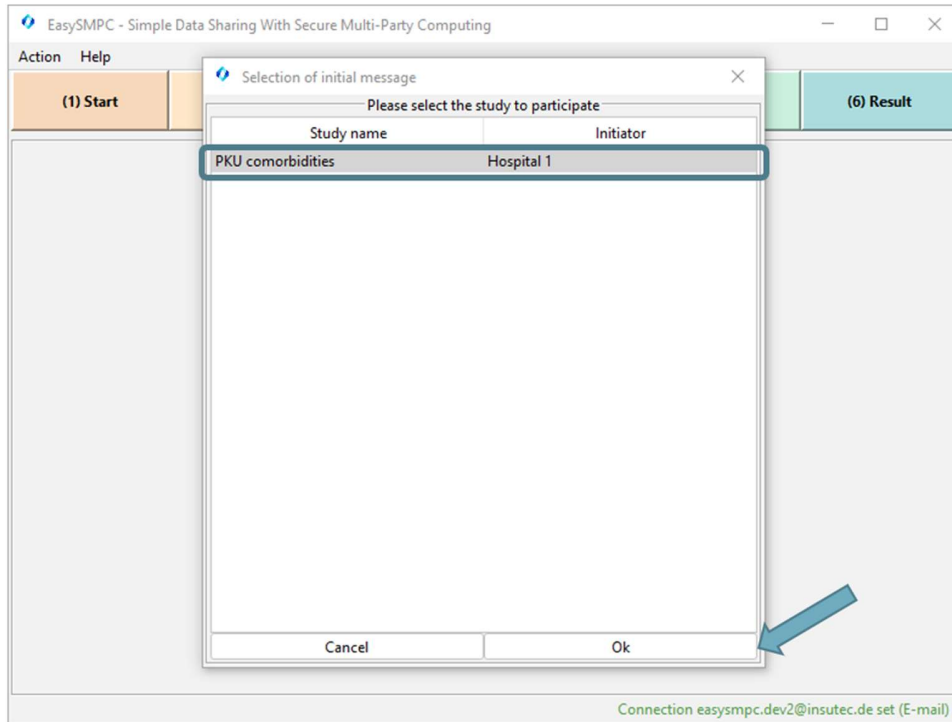 EasySMPC - Simple Data Sharing With Secure Multi-Party Computing
Action Help
(1) Start
(6) Result
Selection of initial message
Please select the study to participate
Study name Initiator
PKU comorbidities Hospital 1
Cancel Ok
Connection easysmpc.dev2@insutec.de set (E-mail)